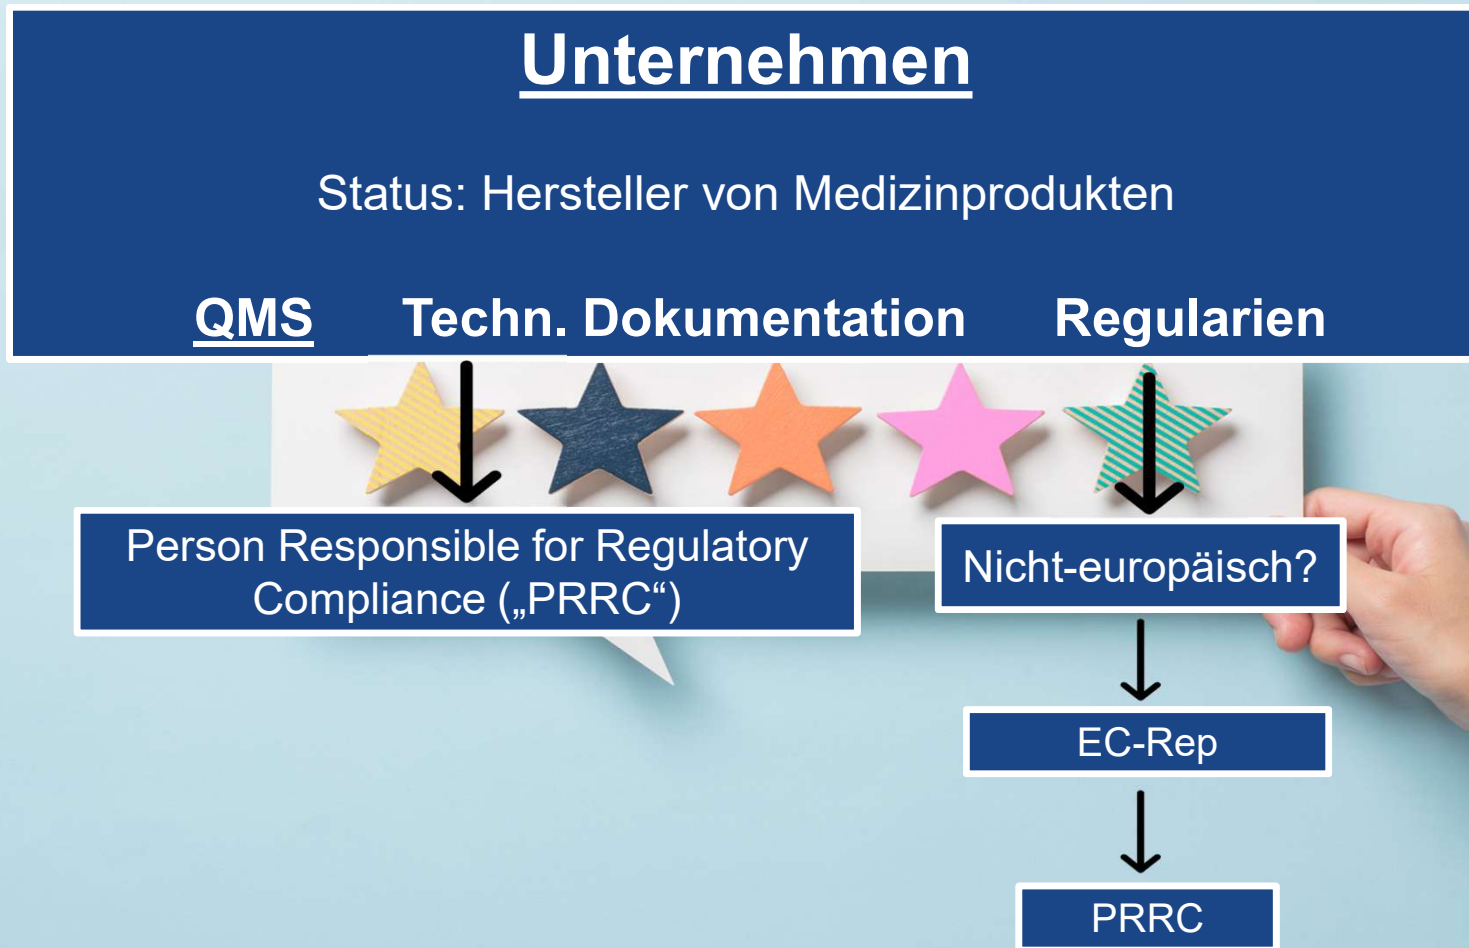 Unternehmen
Status: Hersteller von Medizinprodukten
QMS Techn. Dokumentation Regularien
Person Responsible for Regulatory
Compliance („PRRC“)
Nicht-europäisch?
EC-Rep
PRRC